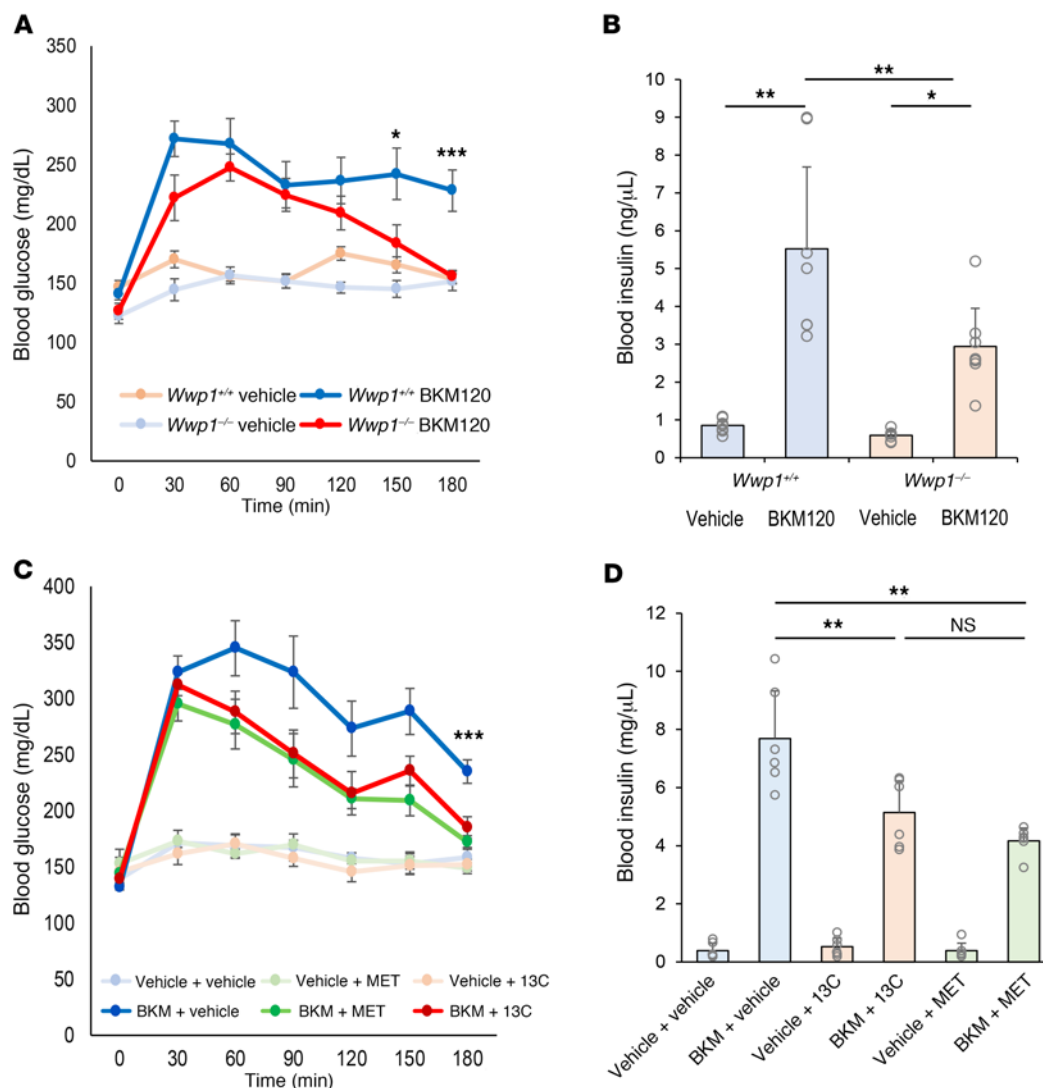 A
350
300
250
200
150
100
50
0
Blood glucose (mg/dL)
*
***
Wwp1+/+ vehicle
Wwp1+/+ BKM120
Wwp1–/– vehicle
Wwp1–/– BKM120
0 30 60 90 120 150 180
Time (min)
B
10
9
8
7
6
5
4
3
2
1
0
Blood insulin (ng/μL)
**
** *
Wwp1+/+ Wwp1–/–
Vehicle BKM120 Vehicle BKM120
C
400
350
300
250
200
150
100
50
0
Blood glucose (mg/dL)
***
Vehicle + vehicle Vehicle + MET Vehicle + 13C
BKM + vehicle BKM + MET BKM + 13C
0 30 60 90 120 150 180
Time (min)
D
12
10
8
6
4
2
0
Blood insulin (mg/μL)
**
** NS
Vehicle + vehicle
BKM + vehicle
Vehicle + 13C
BKM + 13C
Vehicle + MET
BKM + MET